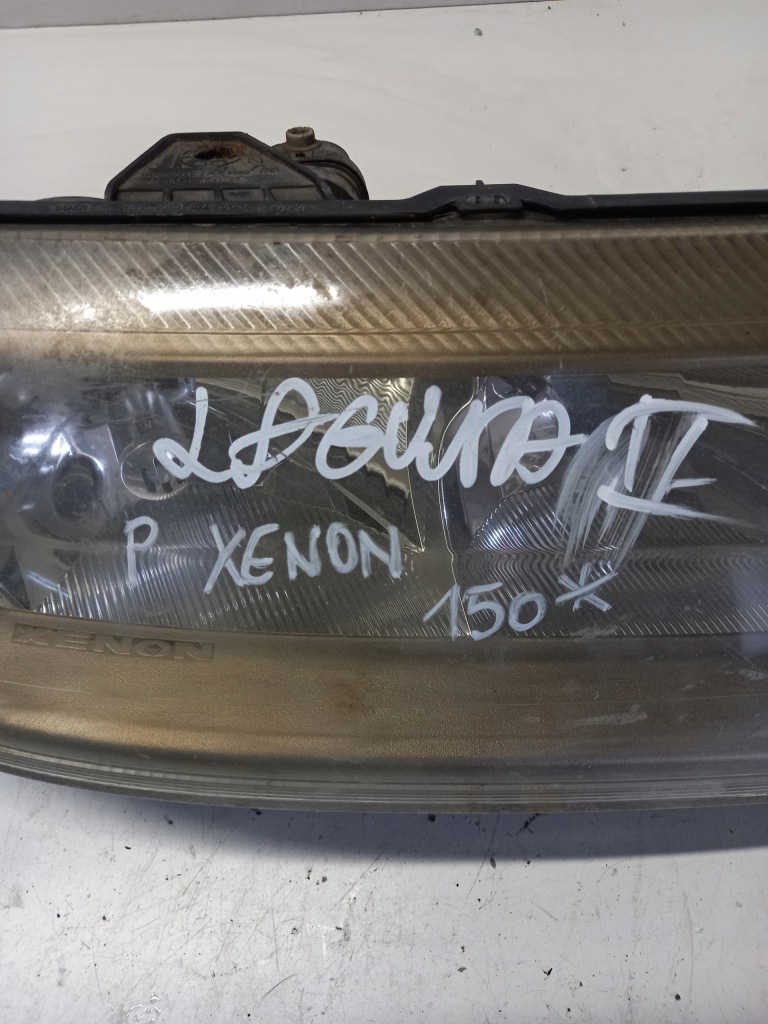 LAGUNA II
P XENON
150*
XENON